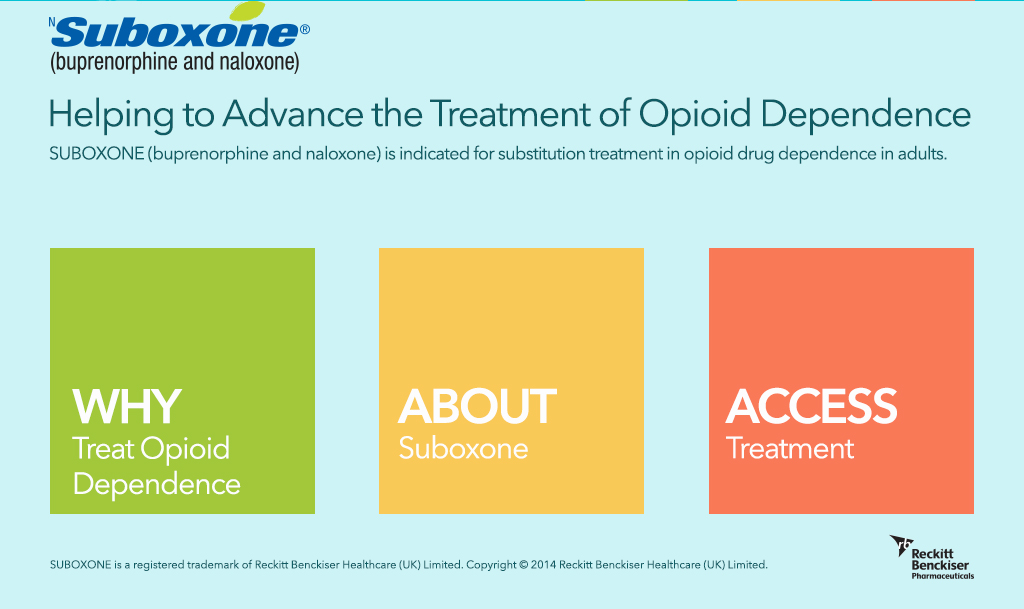 N Suboxone®
(buprenorphine and naloxone)
Helping to Advance the Treatment of Opioid Dependence
SUBOXONE (buprenorphine and naloxone) is indicated for substitution treatment in opioid drug dependence in adults.
WHY
Treat Opioid
Dependence
ABOUT
Suboxone
ACCESS
Treatment
SUBOXONE is a registered trademark of Reckitt Benckiser Healthcare (UK) Limited. Copyright © 2014 Reckitt Benckiser Healthcare (UK) Limited.
rb
Reckitt
Benckiser
Pharmaceuticals